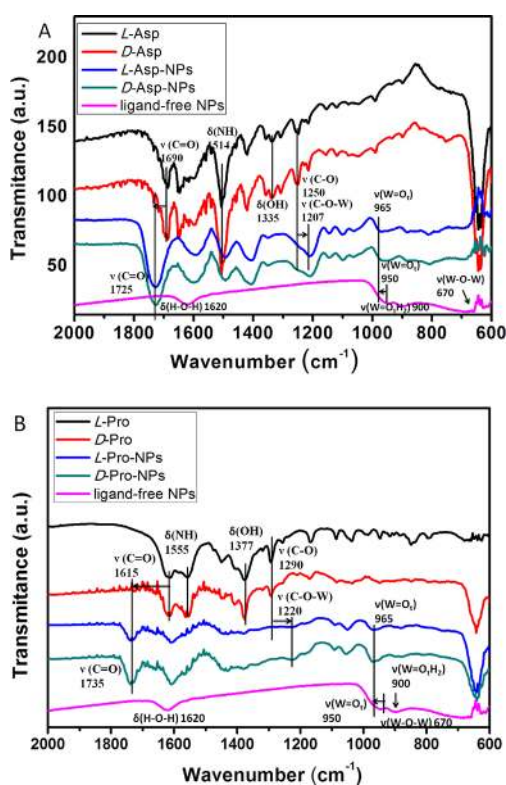 A
L-Asp
D-Asp
L-Asp-NPs
D-Asp-NPs
ligand-free NPs
200
150
100
50
Transmitance (a.u.)
ν (C=O)
1690
δ(NH)
1514
δ(OH)
1335
ν (C-O)
1250
ν (C-O-W)
1207
ν(W=Ot)
965
ν(W=Ot)
950
ν(W-O-W)
670
ν (C=O)
1725
δ(H-O-H) 1620
ν(W=OtH2)900
2000 1800 1600 1400 1200 1000 800 600
Wavenumber (cm-1)
B
L-Pro
D-Pro
L-Pro-NPs
D-Pro-NPs
ligand-free NPs
Transmitance (a.u.)
ν (C=O)
1615
δ(NH)
1555
δ(OH)
1377
ν (C-O)
1290
ν (C-O-W)
1220
ν(W=Ot)
965
ν(W=OtH2)
900
ν (C=O)
1735
δ(H-O-H) 1620
ν(W=Ot)
950
ν(W-O-W) 670
2000 1800 1600 1400 1200 1000 800 600
Wavenumber (cm-1)